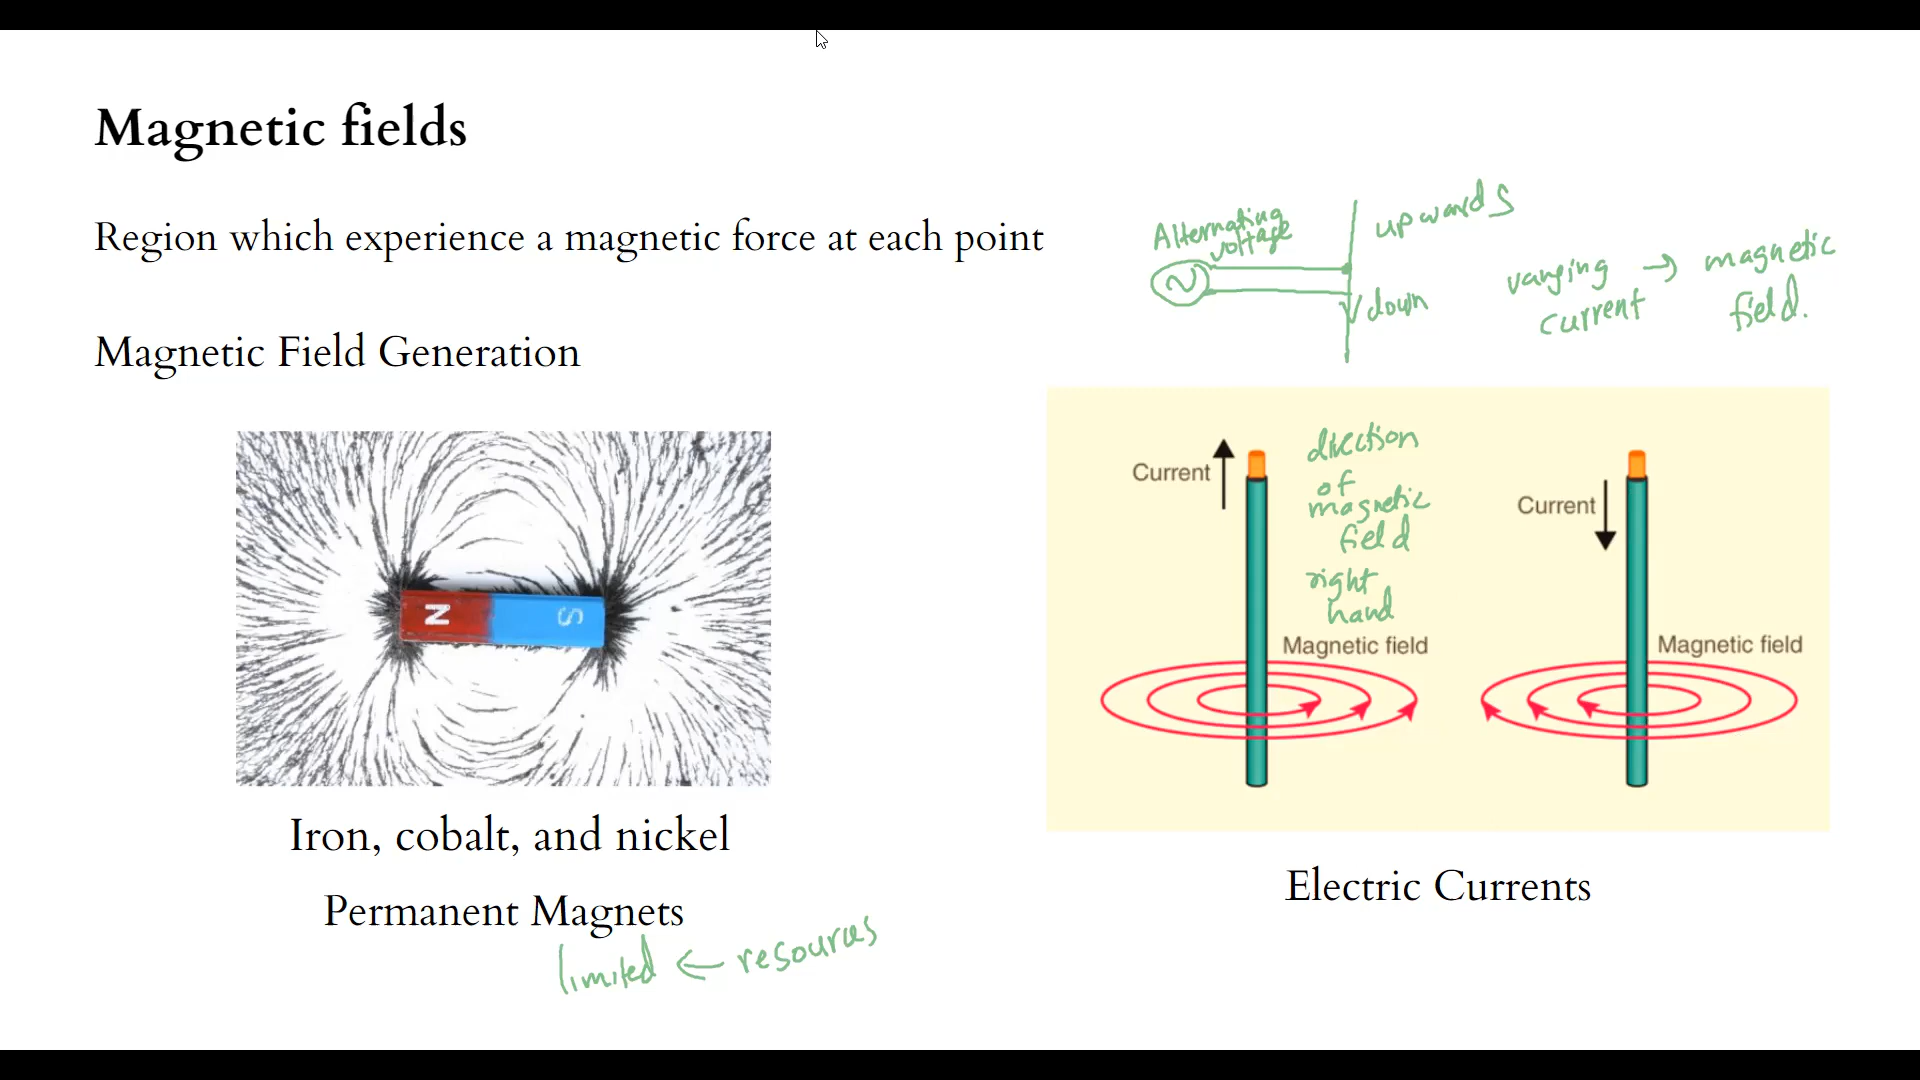 Magnetic fields
Region which experience a magnetic force at each point
Magnetic Field Generation
Alternating
voltage
upwards
down
varying → magnetic
current field.
N S
Iron, cobalt, and nickel
Permanent Magnets
limited ← resources
Current
direction
of
magnetic
field
right
hand
Magnetic field
Current
Magnetic field
Electric Currents